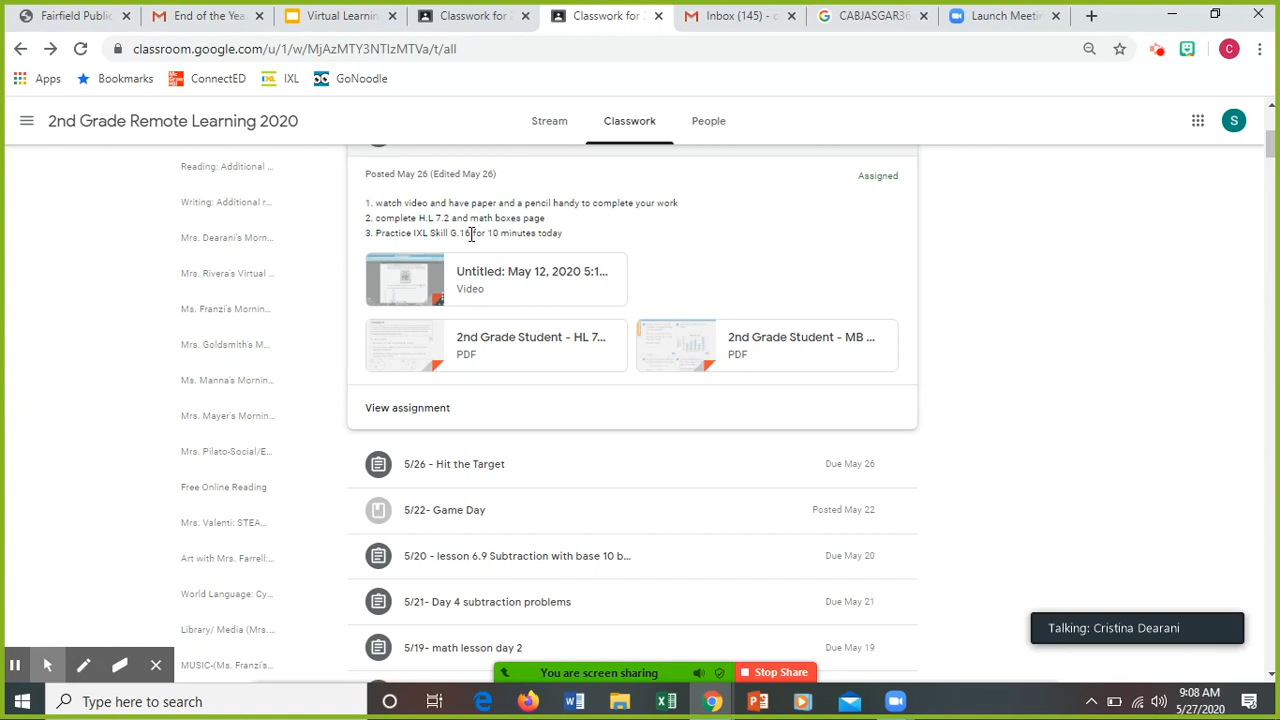 Fairfield Public
End of the Yea
Virtual Learnin
Classwork for 2
Classwork for 2
Inbox (145) - c
CABJASGAR36
Launch Meetin
classroom.google.com/u/1/w/MjAzMTY3NTIzMTVa/t/all
C
Apps
Bookmarks
ConnectED
IXL
GoNoodle
2nd Grade Remote Learning 2020
Stream
Classwork
People
S
Reading: Additional ...
Writing: Additional r...
Mrs. Dearani's Morn...
Mrs. Rivera's Virtual ...
Ms. Franzi's Mornin...
Mrs. Goldsmith's M...
Ms. Manna's Mornin...
Mrs. Mayer's Mornin...
Mrs. Pilato-Social/E...
Free Online Reading
Mrs. Valenti: STEA...
Art with Mrs. Farrell:...
World Language: Cy...
Library/ Media (Mrs...
MUSIC-(Ms. Franzi's...
Posted May 26 (Edited May 26)
Assigned
1. watch video and have paper and a pencil handy to complete your work
2. complete H.L 7.2 and math boxes page
3. Practice IXL Skill G.16 for 10 minutes today
Untitled: May 12, 2020 5:1...
Video
2nd Grade Student - HL 7...
PDF
2nd Grade Student - MB ...
PDF
View assignment
5/26 - Hit the Target
Due May 26
5/22- Game Day
Posted May 22
5/20 - lesson 6.9 Subtraction with base 10 b...
Due May 20
5/21- Day 4 subtraction problems
Due May 21
5/19- math lesson day 2
Due May 19
Talking: Cristina Dearani
You are screen sharing
Stop Share
Type here to search
9:08 AM
5/27/2020